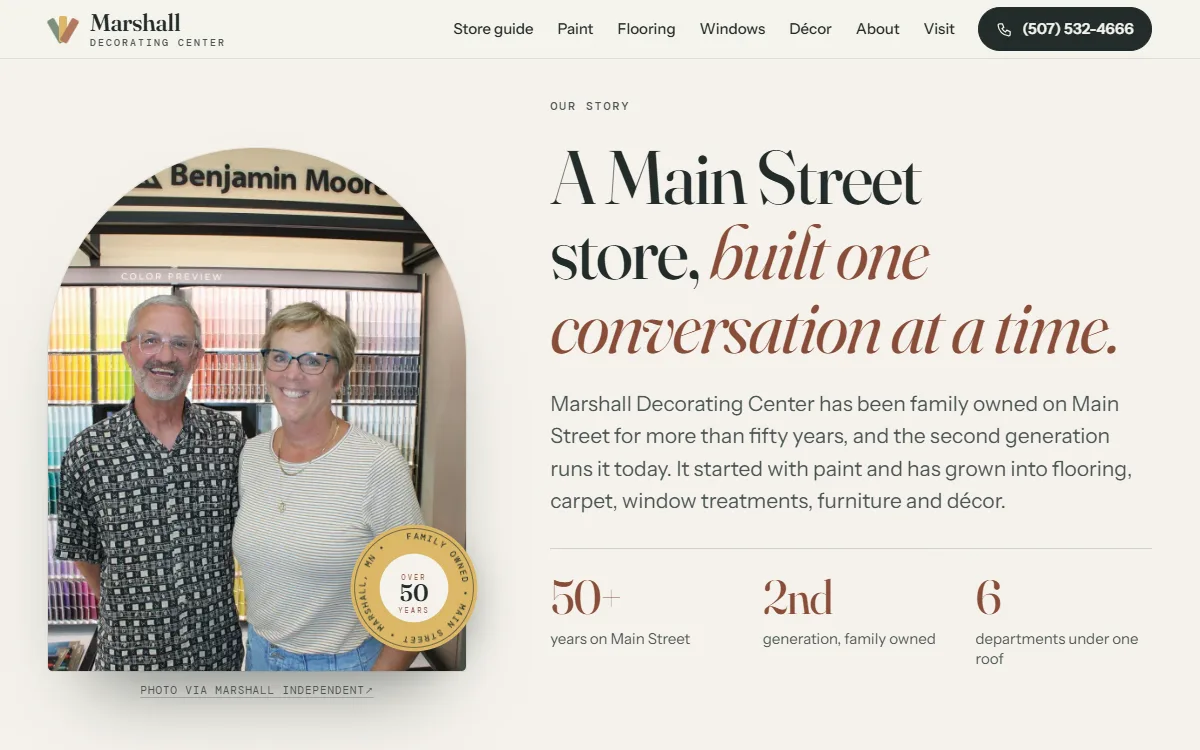 Marshall
DECORATING CENTER
Store guide
Paint
Flooring
Windows
Décor
About
Visit
(507) 532-4666
OUR STORY
A Main Street
store, built one
conversation at a time.
Marshall Decorating Center has been family owned on Main
Street for more than fifty years, and the second generation
runs it today. It started with paint and has grown into flooring,
carpet, window treatments, furniture and décor.
50+
years on Main Street
2nd
generation, family owned
6
departments under one
roof
Benjamin Moore
COLOR PREVIEW
FAMILY OWNED • MAIN STREET • MARSHALL, MN •
OVER
50
YEARS
PHOTO VIA MARSHALL INDEPENDENT↗